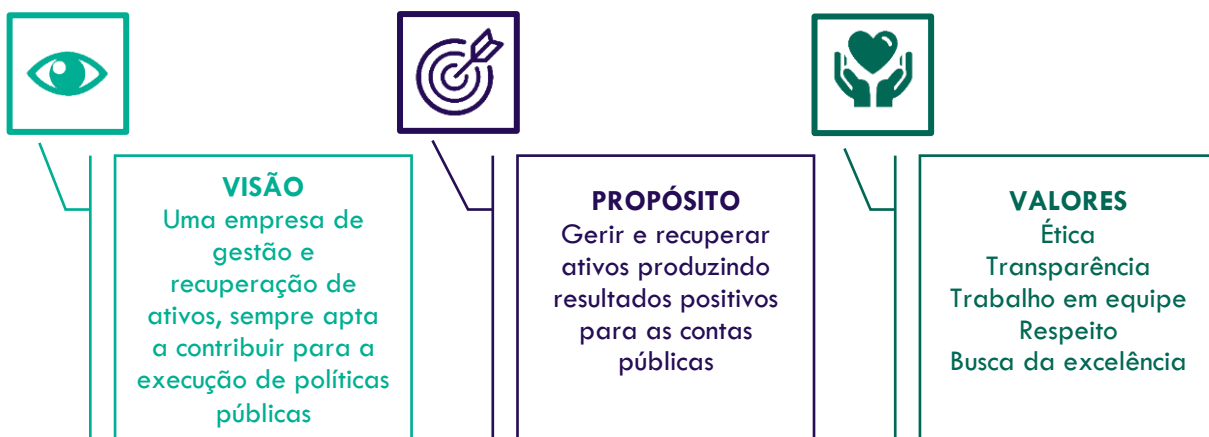 VISÃO
Uma empresa de
gestão e
recuperação de
ativos, sempre apta
a contribuir para a
execução de políticas
públicas
PROPÓSITO
Gerir e recuperar
ativos produzindo
resultados positivos
para as contas
públicas
VALORES
Ética
Transparência
Trabalho em equipe
Respeito
Busca da excelência